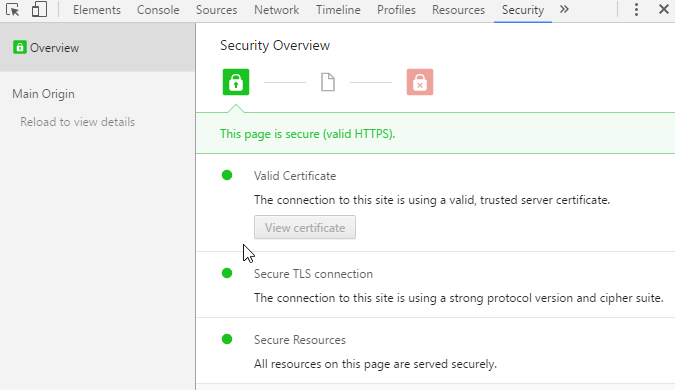 Elements Console Sources Network Timeline Profiles Resources Security »
Overview
Main Origin
Reload to view details
Security Overview
This page is secure (valid HTTPS).
Valid Certificate
The connection to this site is using a valid, trusted server certificate.
View certificate
Secure TLS connection
The connection to this site is using a strong protocol version and cipher suite.
Secure Resources
All resources on this page are served securely.